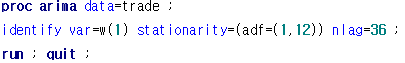 proc arima data=trade ;
identify var=w(1) stationarity=(adf=(1,12)) nlag=36 ;
run ; quit ;